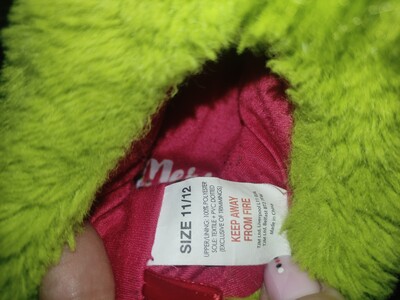 Me
SIZE 11/12
UPPER/LINING: 100% POLYESTER
SOLE: TEXTILE + PVC DOTTED
(EXCLUSIVE OF TRIMMINGS)
KEEP AWAY
FROM FIRE
Made in China